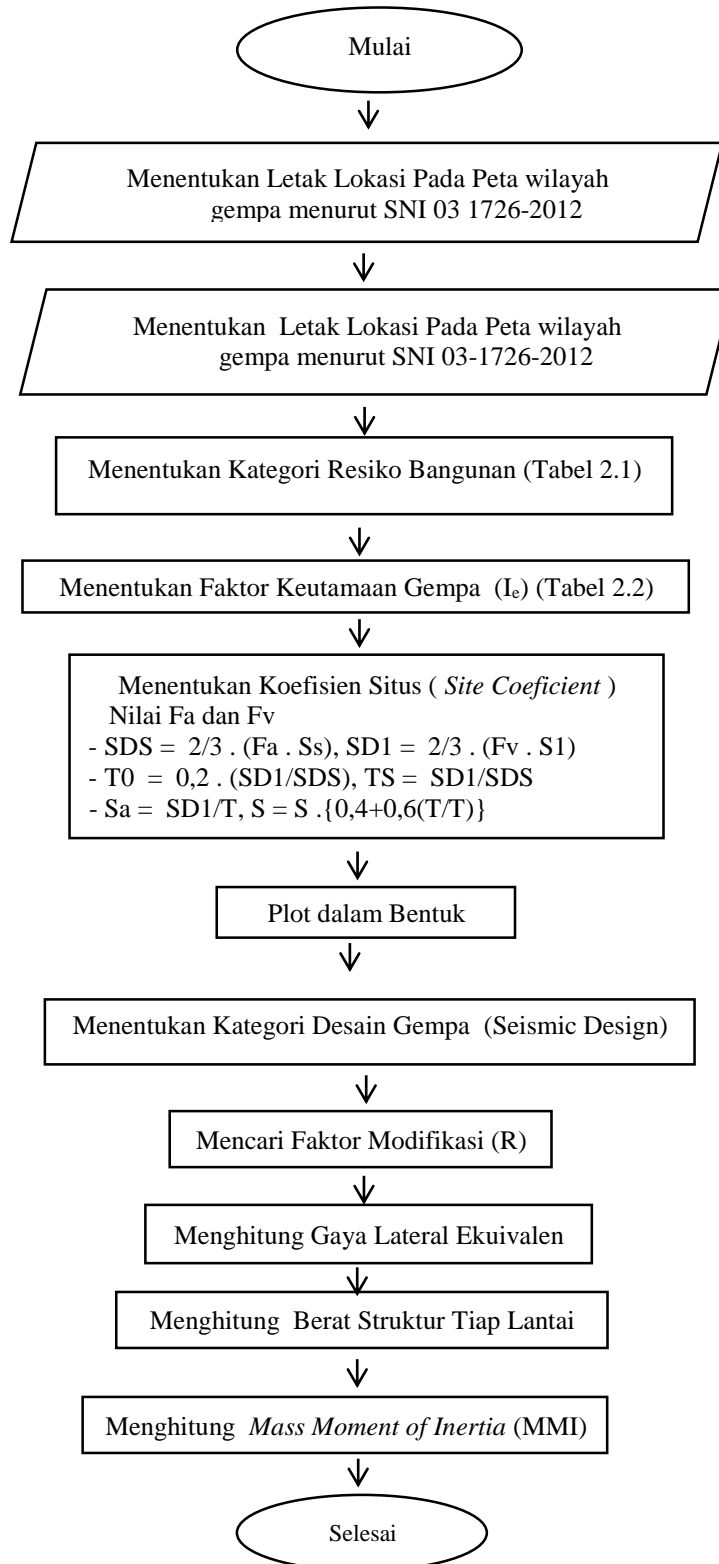 Mulai
Menentukan Letak Lokasi Pada Peta wilayah
gempa menurut SNI 03 1726-2012
Menentukan Letak Lokasi Pada Peta wilayah
gempa menurut SNI 03-1726-2012
Menentukan Kategori Resiko Bangunan (Tabel 2.1)
Menentukan Faktor Keutamaan Gempa (Iₑ) (Tabel 2.2)
Menentukan Koefisien Situs ( Site Coeficient )
Nilai Fa dan Fv
- SDS = 2/3 . (Fa . Ss), SD1 = 2/3 . (Fv . S1)
- T0 = 0,2 . (SD1/SDS), TS = SD1/SDS
- Sa = SD1/T, S = S .{0,4+0,6(T/T)}
Plot dalam Bentuk
Menentukan Kategori Desain Gempa (Seismic Design)
Mencari Faktor Modifikasi (R)
Menghitung Gaya Lateral Ekuivalen
Menghitung Berat Struktur Tiap Lantai
Menghitung Mass Moment of Inertia (MMI)
Selesai